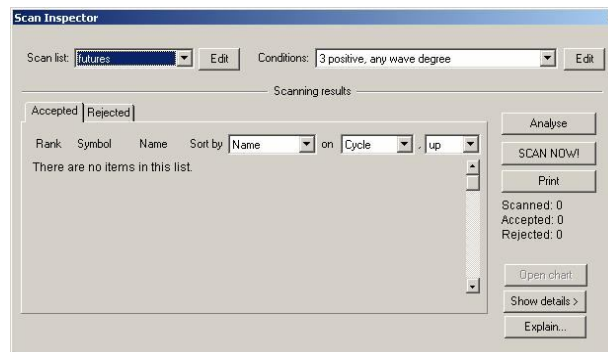 Scan Inspector
Scan list: futures Edit Conditions: 3 positive, any wave degree Edit
Scanning results
Accepted Rejected
Rank Symbol Name Sort by Name on Cycle , up
There are no items in this list.
Analyse
SCAN NOW!
Print
Scanned: 0
Accepted: 0
Rejected: 0
Open chart
Show details >
Explain...